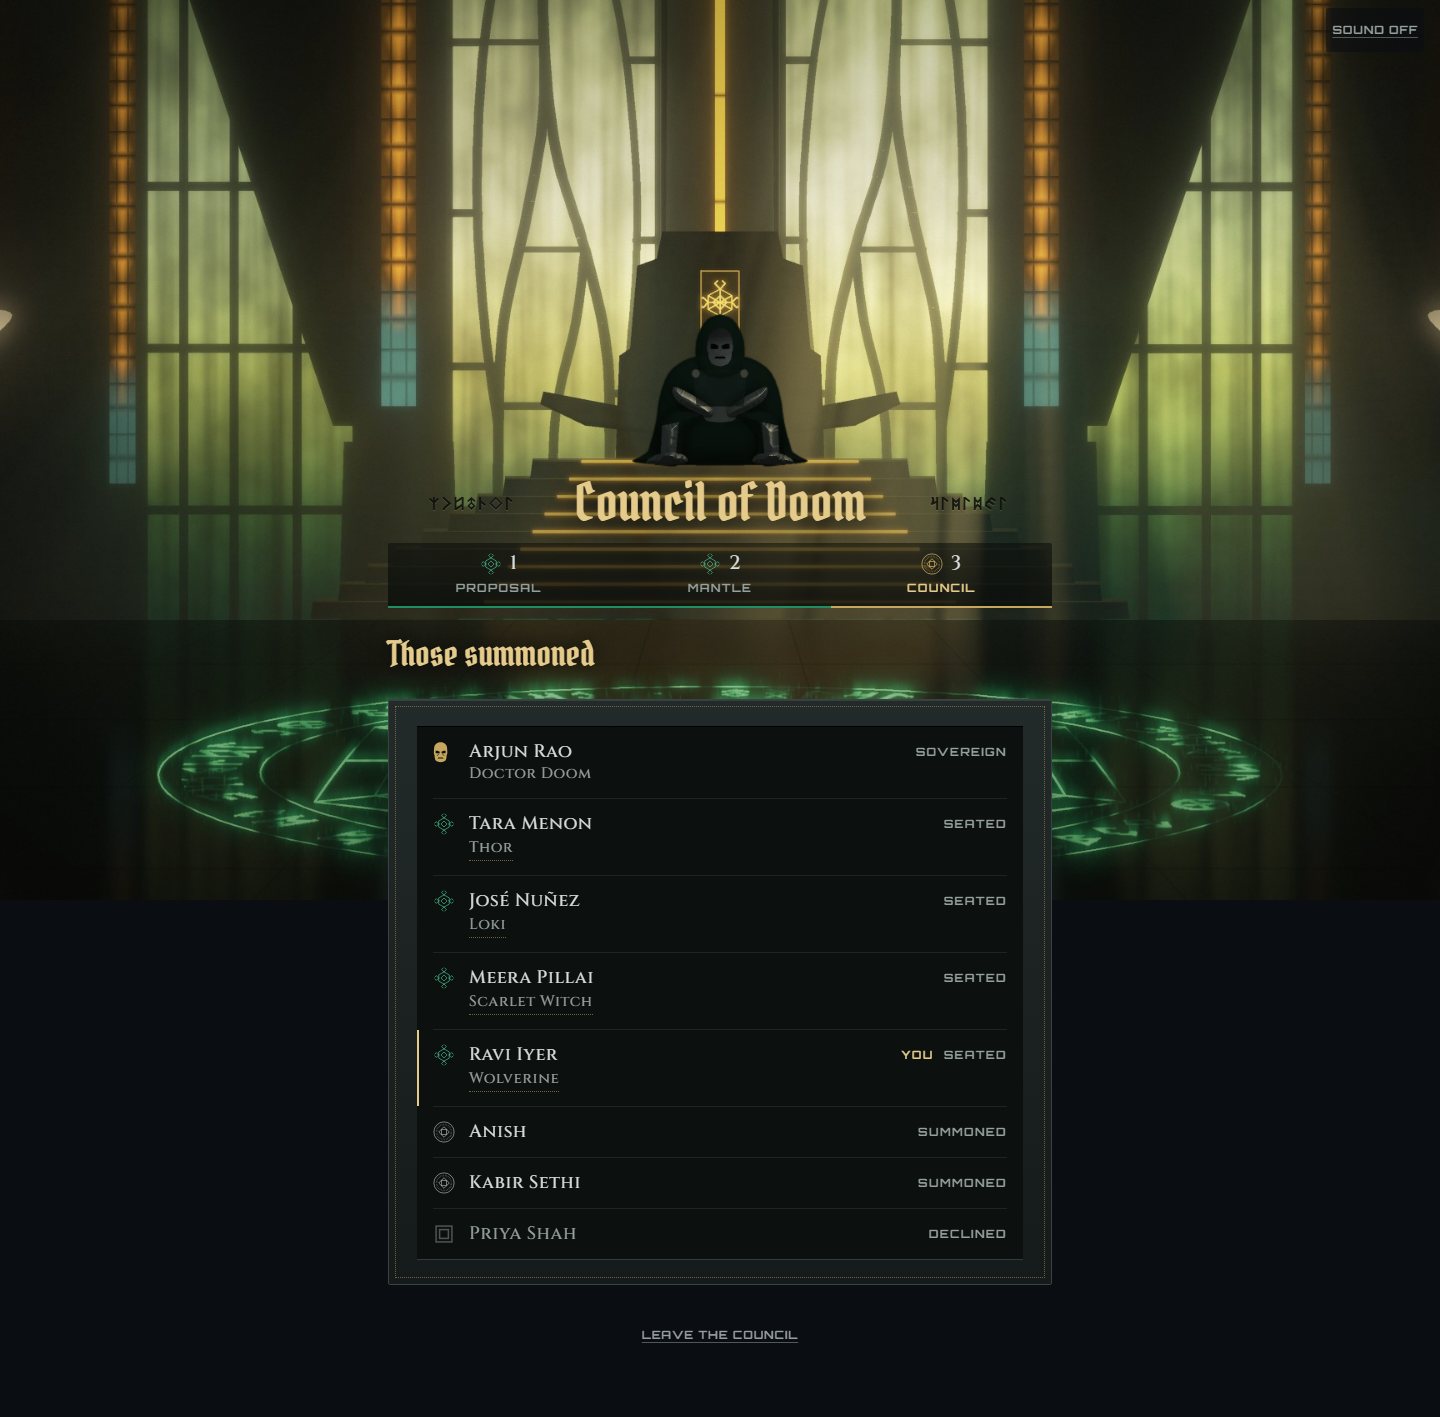 SOUND OFF
Council of Doom
1
PROPOSAL
2
MANTLE
3
COUNCIL
Those summoned
ARJUN RAO SOVEREIGN
DOCTOR DOOM
TARA MENON SEATED
THOR
JOSÉ NUÑEZ SEATED
LOKI
MEERA PILLAI SEATED
SCARLET WITCH
RAVI IYER YOU SEATED
WOLVERINE
ANISH SUMMONED
KABIR SETHI SUMMONED
PRIYA SHAH DECLINED
LEAVE THE COUNCIL